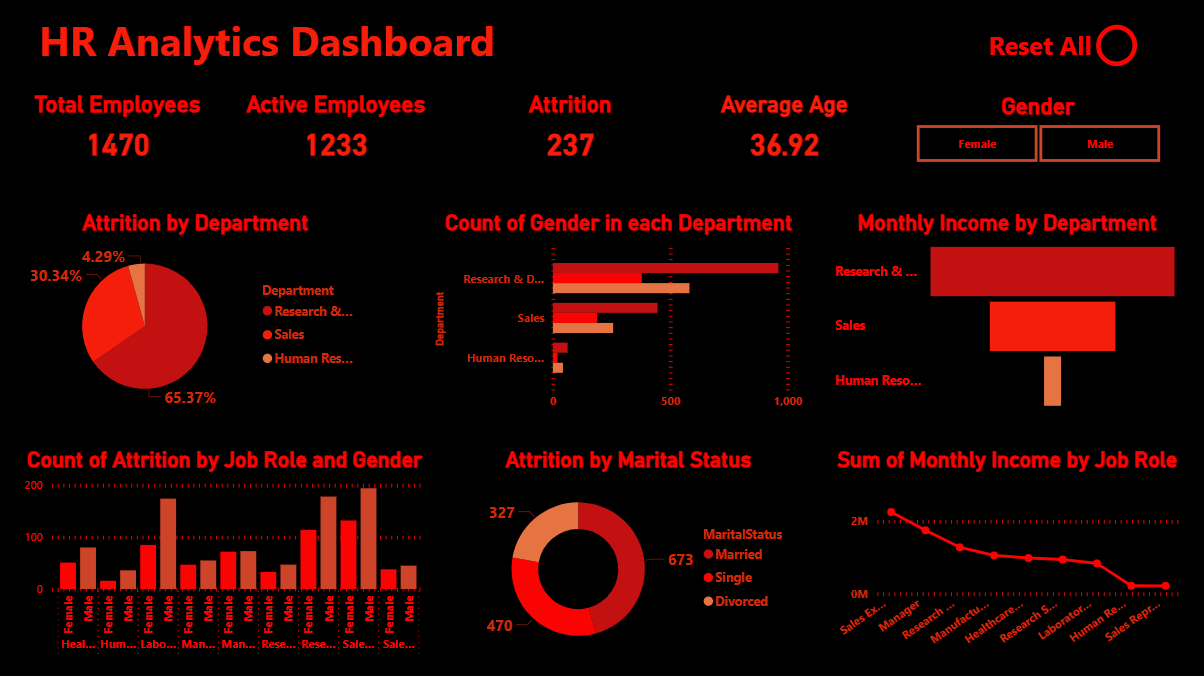 HR Analytics Dashboard
Reset All
Total Employees
1470
Active Employees
1233
Attrition
237
Average Age
36.92
Gender
Female
Male
Attrition by Department
4.29%
30.34%
65.37%
Department
Research &...
Sales
Human Res...
Count of Gender in each Department
Department
Research & D...
Sales
Human Reso...
0
500
1,000
Monthly Income by Department
Research & ...
Sales
Human Reso...
Count of Attrition by Job Role and Gender
200
100
0
Female
Male
Female
Male
Female
Male
Female
Male
Female
Male
Female
Male
Female
Male
Female
Male
Female
Male
Heal...
Hum...
Labo...
Man...
Man...
Rese...
Rese...
Sale...
Sale...
Attrition by Marital Status
327
673
470
MaritalStatus
Married
Single
Divorced
Sum of Monthly Income by Job Role
2M
0M
Sales Ex...
Manager
Research ...
Manufactu...
Healthcare...
Research S...
Laborator...
Human Re...
Sales Repr...